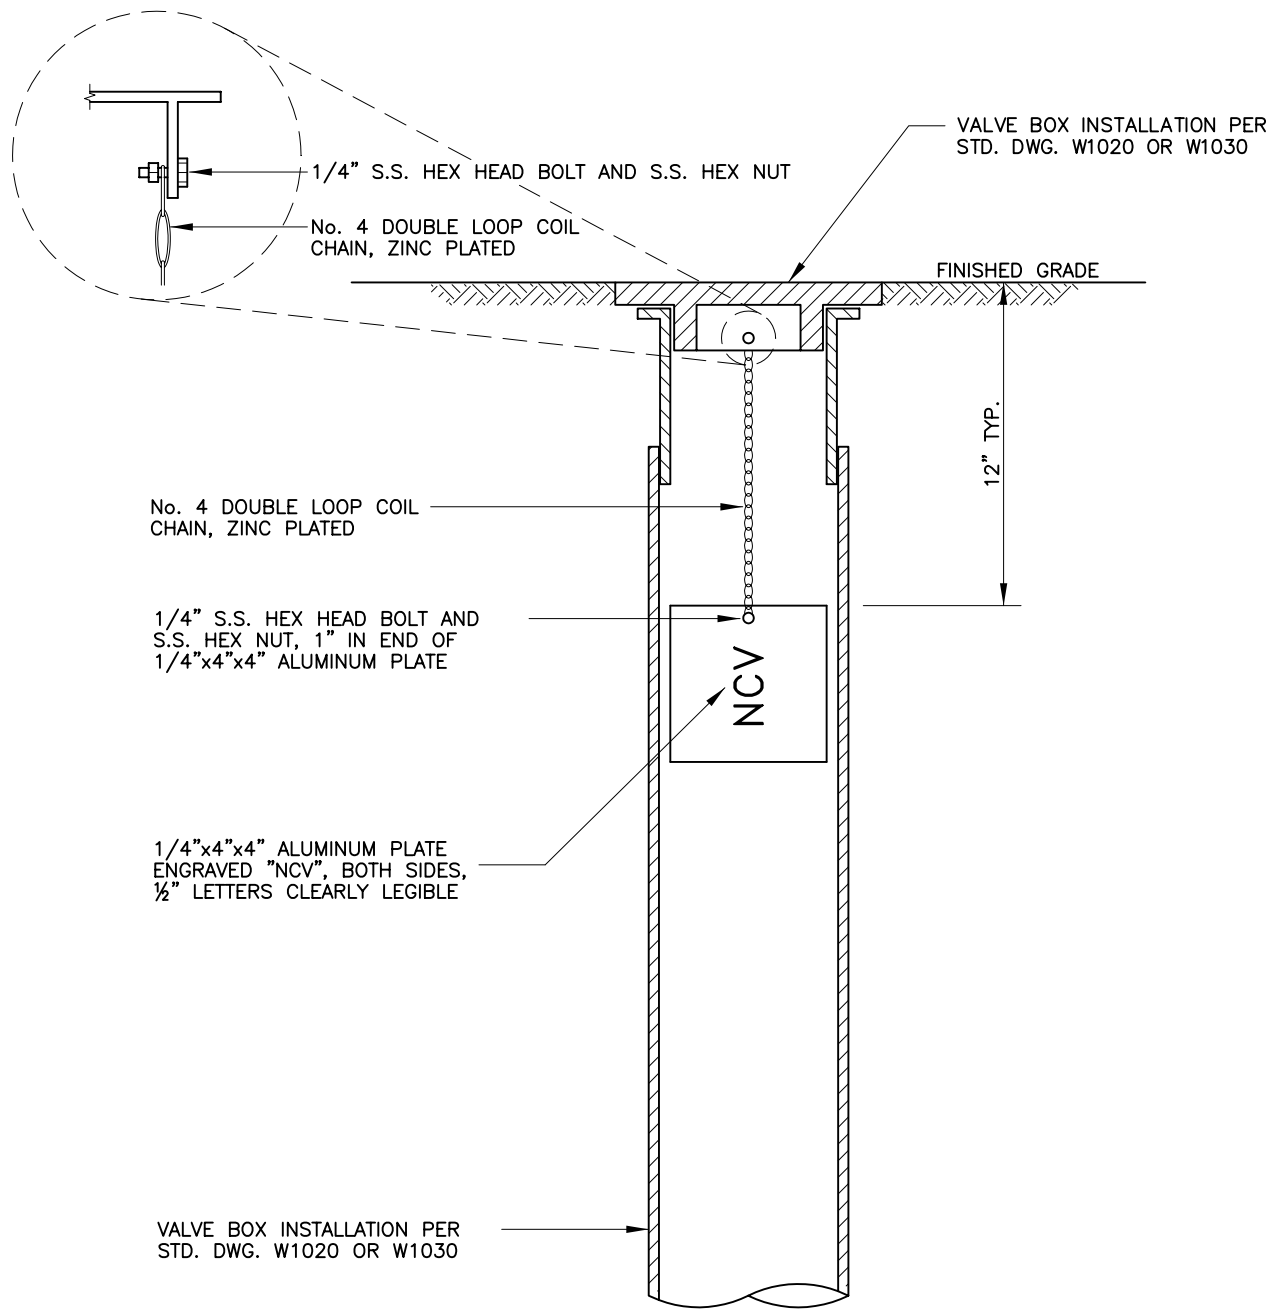 VALVE BOX INSTALLATION PER
STD. DWG. W1020 OR W1030
1/4" S.S. HEX HEAD BOLT AND S.S. HEX NUT
No. 4 DOUBLE LOOP COIL
CHAIN, ZINC PLATED
FINISHED GRADE
12" TYP.
No. 4 DOUBLE LOOP COIL
CHAIN, ZINC PLATED
1/4" S.S. HEX HEAD BOLT AND
S.S. HEX NUT, 1" IN END OF
1/4"x4"x4" ALUMINUM PLATE
NCV
1/4"x4"x4" ALUMINUM PLATE
ENGRAVED "NCV", BOTH SIDES,
½" LETTERS CLEARLY LEGIBLE
VALVE BOX INSTALLATION PER
STD. DWG. W1020 OR W1030